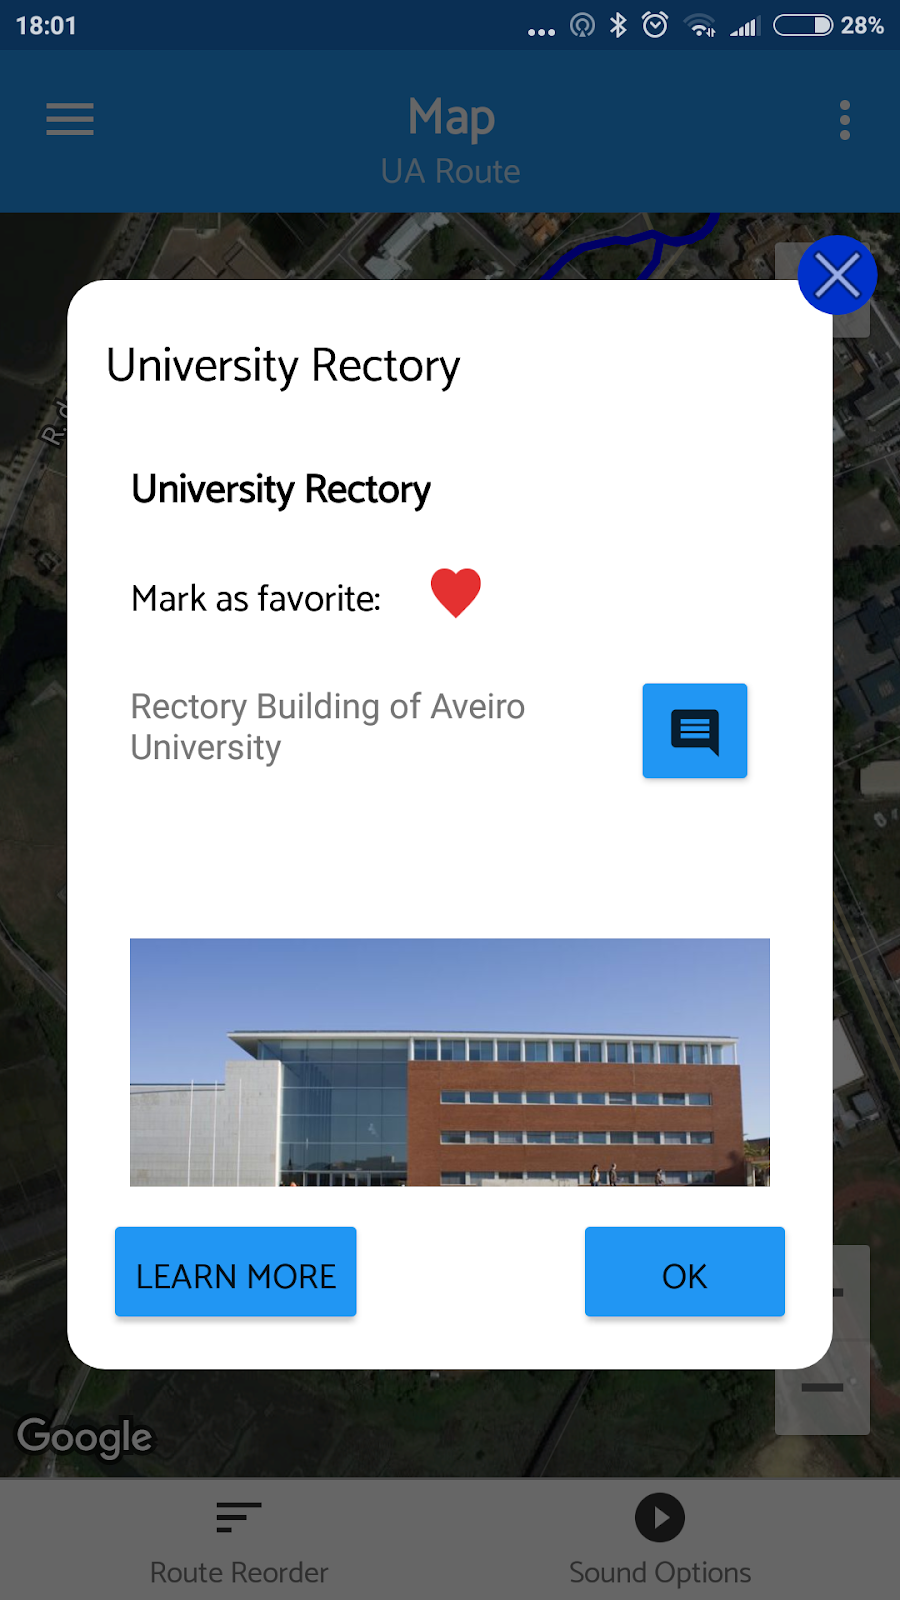 18:01
28%
Map
UA Route
R. d
University Rectory
University Rectory
Mark as favorite:
Rectory Building of Aveiro
University
LEARN MORE
OK
Google
Route Reorder
Sound Options